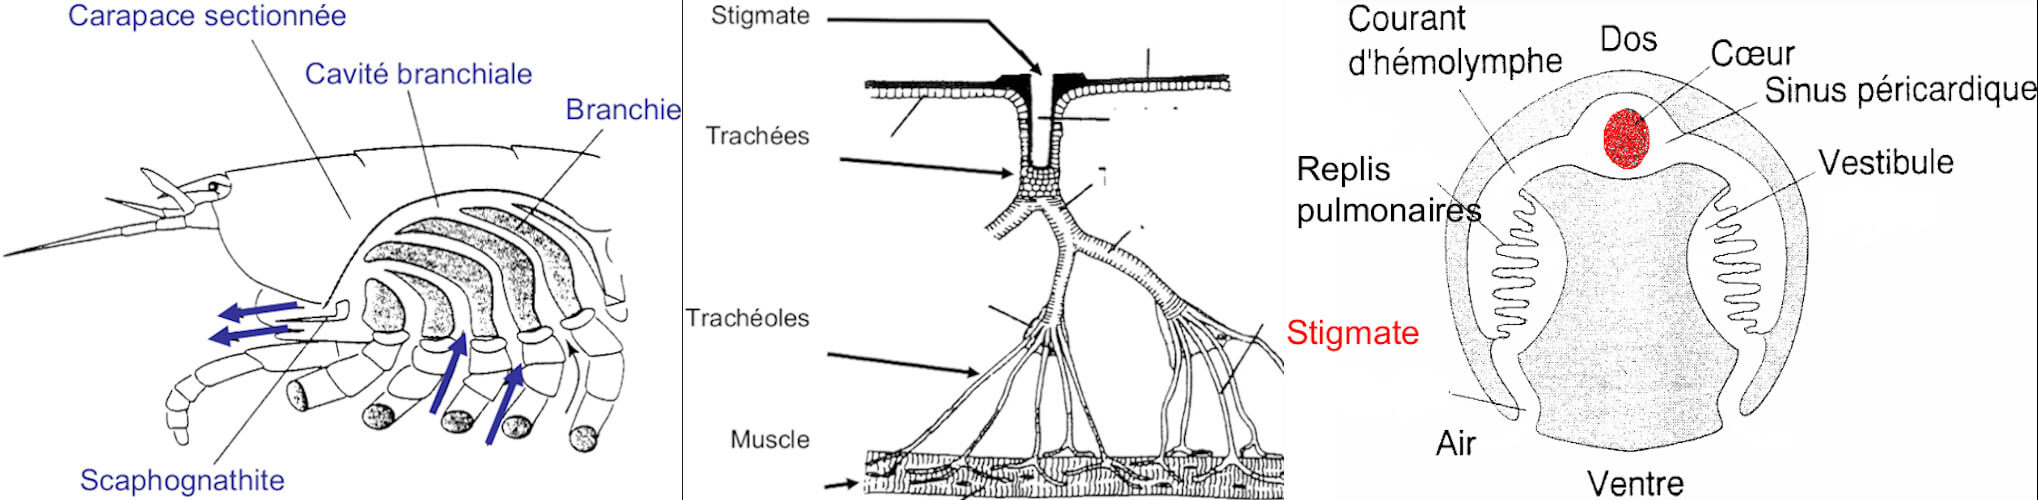 Carapace sectionnée
Cavité branchiale
Branchie
Scaphognathite
Stigmate
Trachées
Trachéoles
Muscle
Courant
d'hémolymphe
Dos
Cœur
Sinus péricardique
Vestibule
Replis
pulmonaires
Stigmate
Air
Ventre